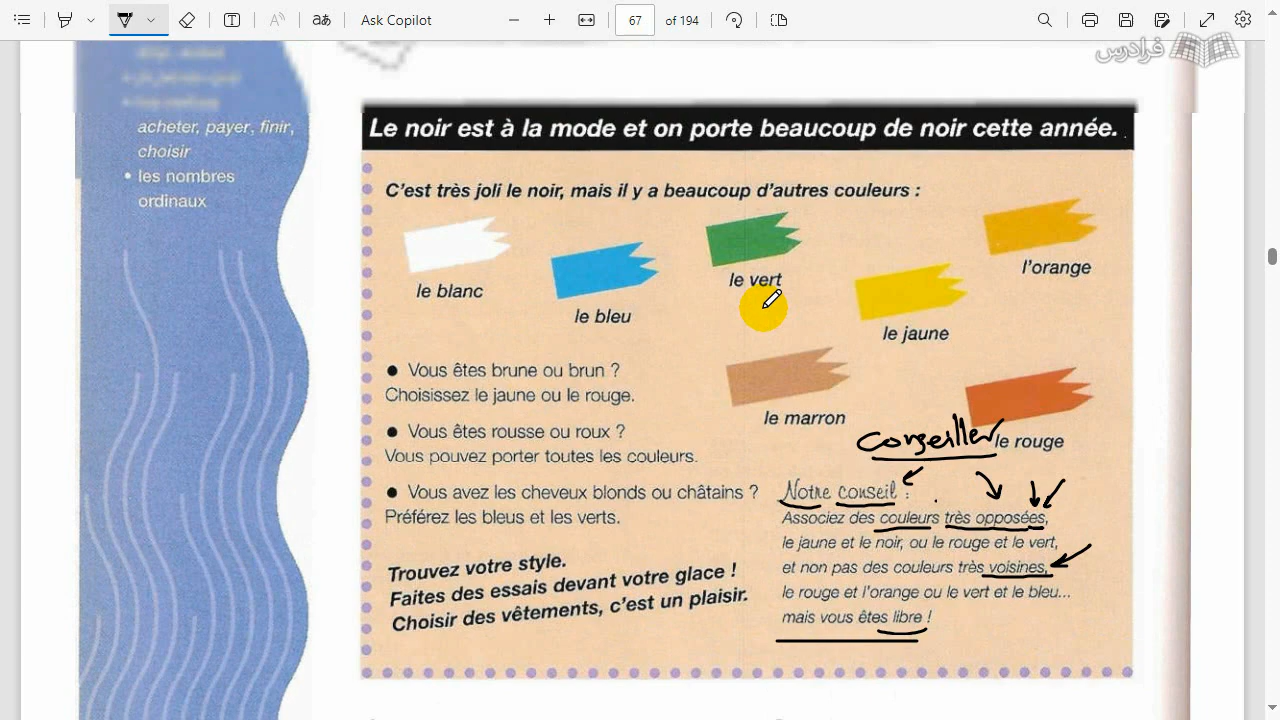 Ask Copilot
67 of 194
فرادرس
acheter, payer, finir,
choisir
• les nombres
ordinaux
Le noir est à la mode et on porte beaucoup de noir cette année.
C'est très joli le noir, mais il y a beaucoup d'autres couleurs :
le blanc
le bleu
le vert
le jaune
l'orange
le marron
le rouge
● Vous êtes brune ou brun ?
Choisissez le jaune ou le rouge.
● Vous êtes rousse ou roux ?
Vous pouvez porter toutes les couleurs.
● Vous avez les cheveux blonds ou châtains ?
Préférez les bleus et les verts.
Trouvez votre style.
Faites des essais devant votre glace !
Choisir des vêtements, c'est un plaisir.
Conseiller
Notre conseil :
Associez des couleurs très opposées,
le jaune et le noir, ou le rouge et le vert,
et non pas des couleurs très voisines,
le rouge et l'orange ou le vert et le bleu...
mais vous êtes libre !